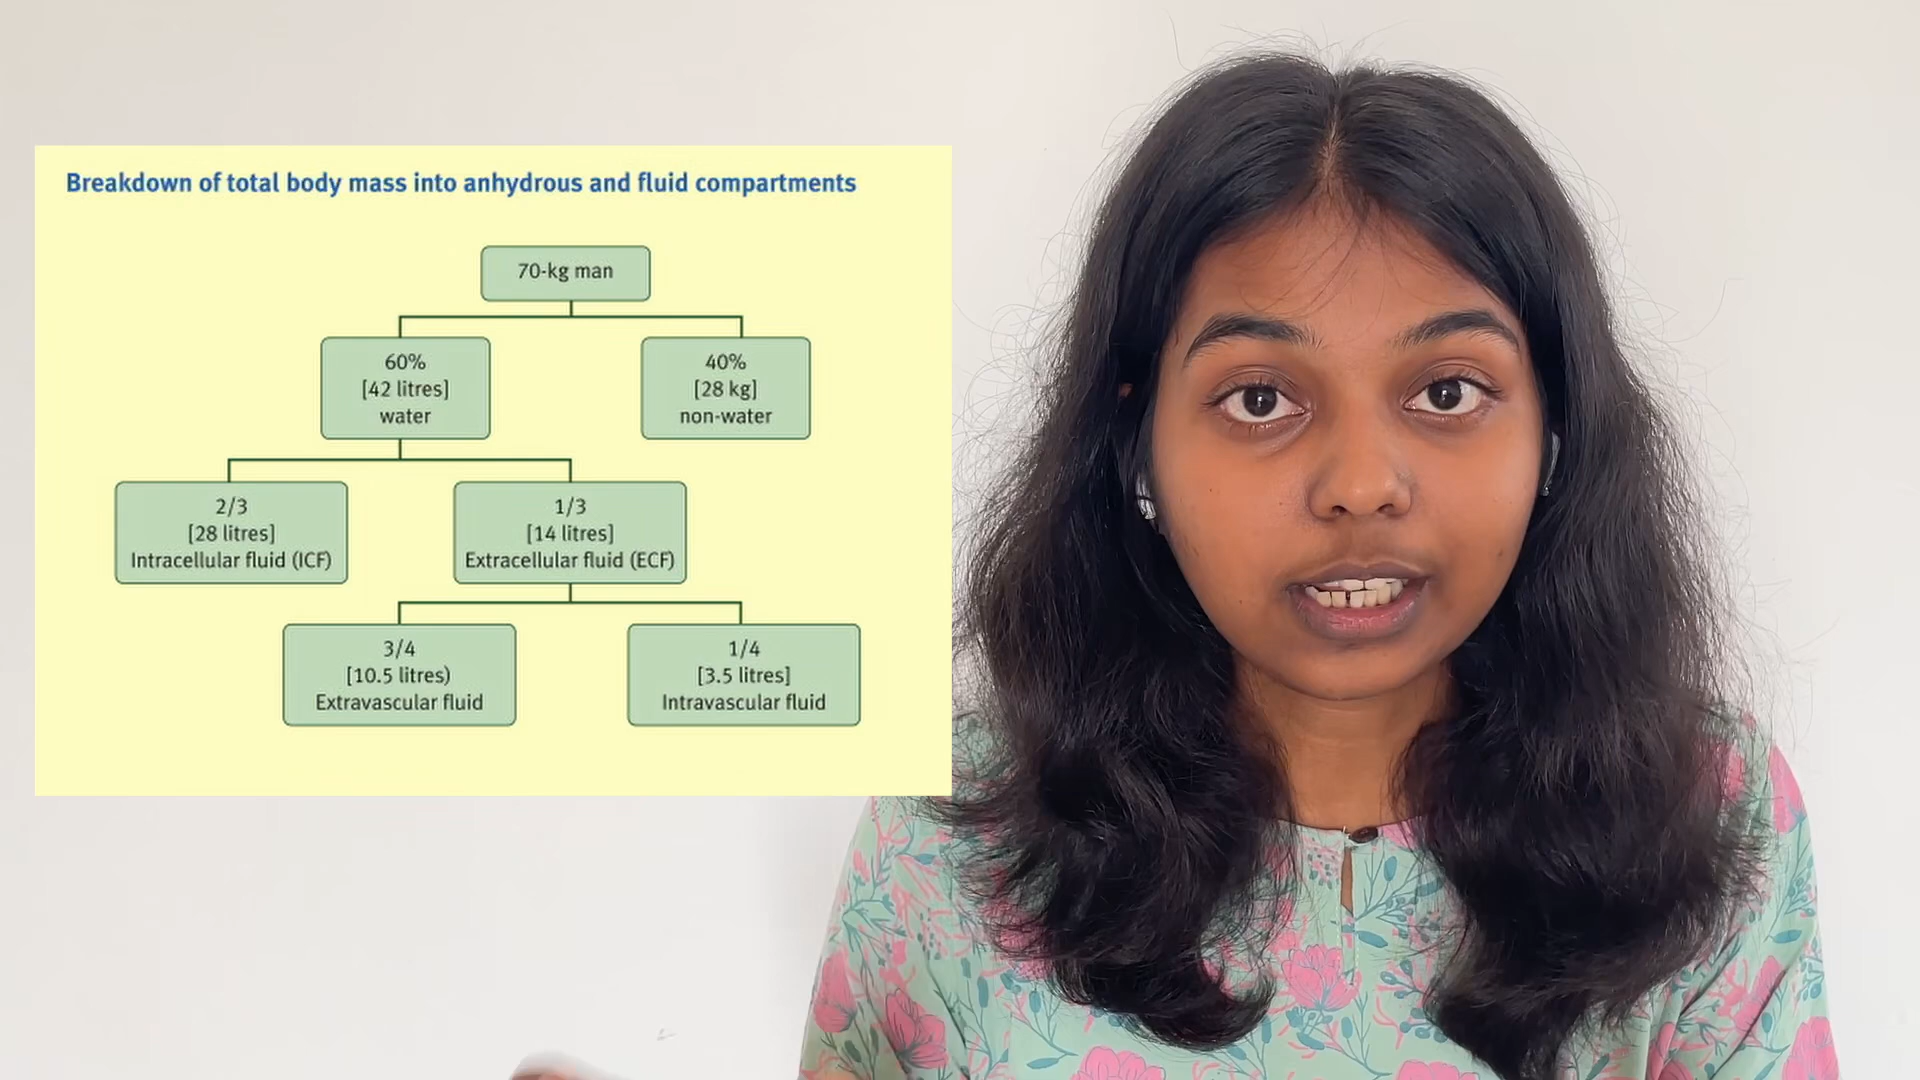 Breakdown of total body mass into anhydrous and fluid compartments
70-kg man
60%
[42 litres]
water
40%
[28 kg]
non-water
2/3
[28 litres]
Intracellular fluid (ICF)
1/3
[14 litres]
Extracellular fluid (ECF)
3/4
[10.5 litres)
Extravascular fluid
1/4
[3.5 litres]
Intravascular fluid